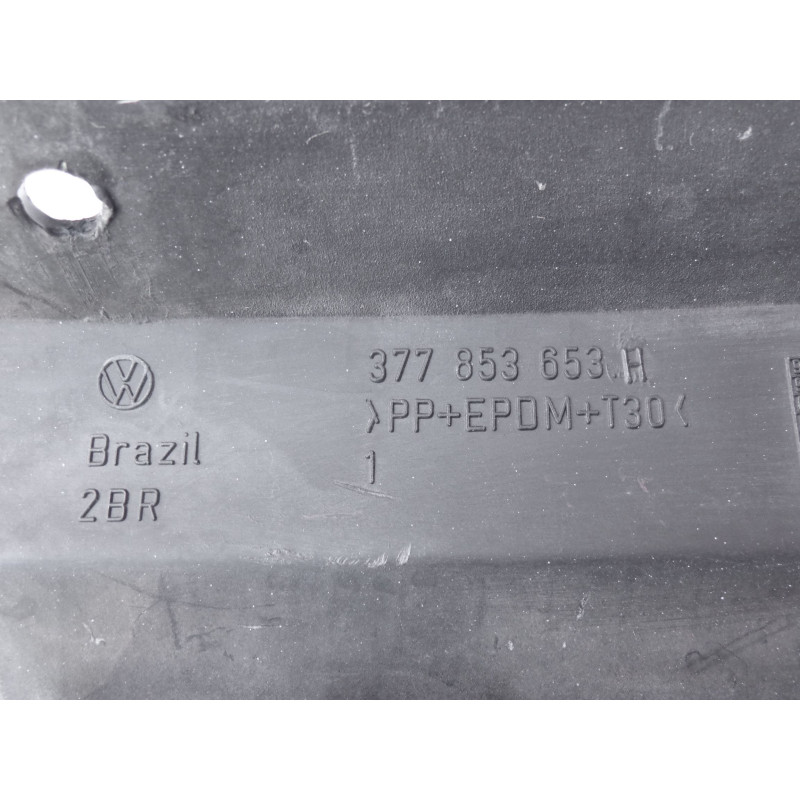 377 853 653 H
>PP+EPDM+T30<
1
Brazil
2BR